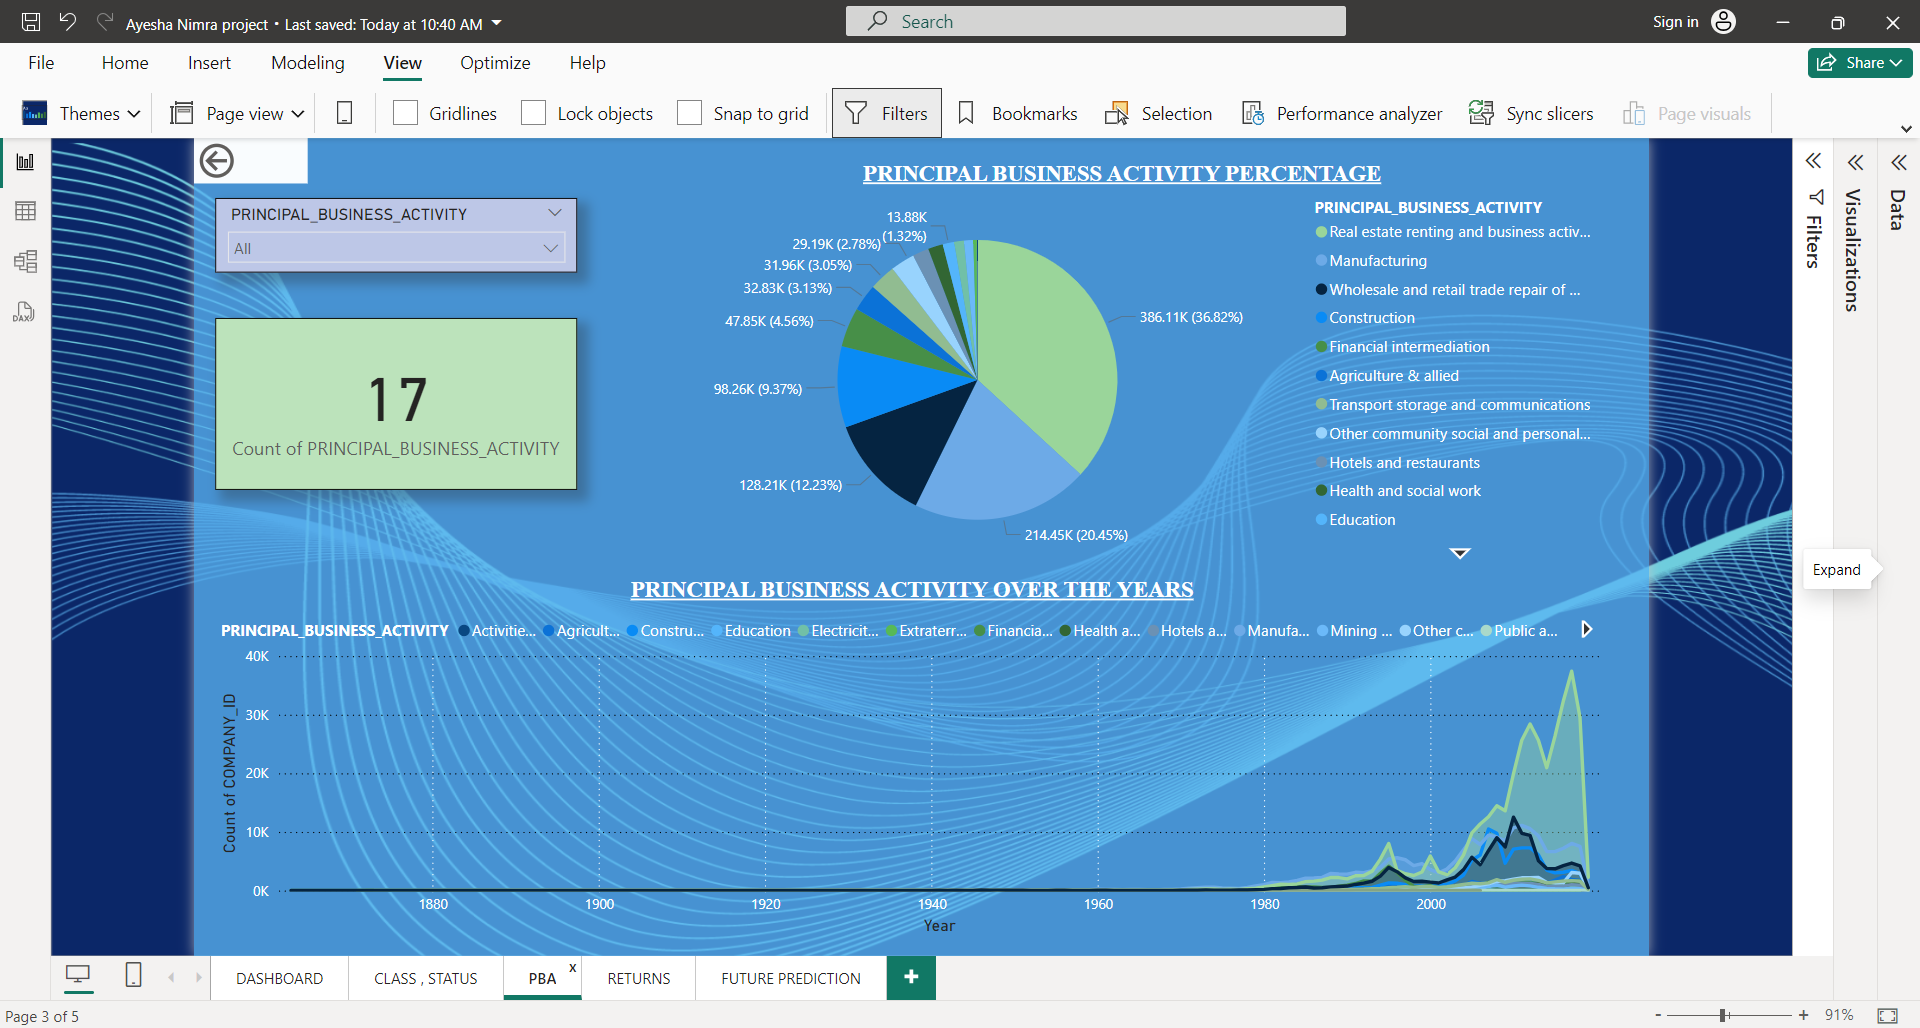 Ayesha Nimra project • Last saved: Today at 10:40 AM
Search
Sign in
File Home Insert Modeling View Optimize Help
Share
Themes Page view Gridlines Lock objects Snap to grid Filters Bookmarks Selection Performance analyzer Sync slicers Page visuals
PRINCIPAL_BUSINESS_ACTIVITY
All
17
Count of PRINCIPAL_BUSINESS_ACTIVITY
PRINCIPAL BUSINESS ACTIVITY PERCENTAGE
13.88K
(1.32%)
29.19K (2.78%)
31.96K (3.05%)
32.83K (3.13%)
47.85K (4.56%)
98.26K (9.37%)
128.21K (12.23%)
214.45K (20.45%)
386.11K (36.82%)
PRINCIPAL_BUSINESS_ACTIVITY
Real estate renting and business activ...
Manufacturing
Wholesale and retail trade repair of ...
Construction
Financial intermediation
Agriculture & allied
Transport storage and communications
Other community social and personal...
Hotels and restaurants
Health and social work
Education
Filters
Visualizations
Data
DAX
Expand
PRINCIPAL BUSINESS ACTIVITY OVER THE YEARS
PRINCIPAL_BUSINESS_ACTIVITY Activitie... Agricult... Constru... Education Electricit... Extraterr... Financia... Health a... Hotels a... Manufa... Mining ... Other c... Public a...
Count of COMPANY_ID
40K
30K
20K
10K
0K
1880 1900 1920 1940 1960 1980 2000
Year
DASHBOARD CLASS , STATUS PBA x RETURNS FUTURE PREDICTION +
Page 3 of 5
- + 91%